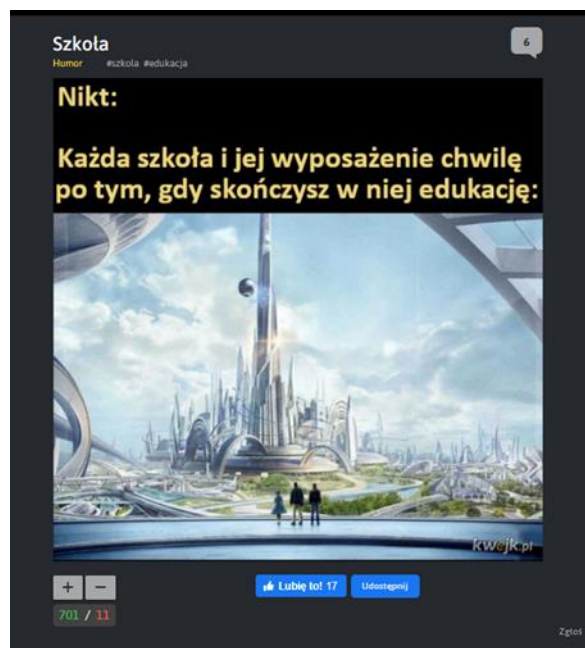 Szkoła
6
Humor #szkola #edukacja
Nikt:
Każda szkoła i jej wyposażenie chwilę
po tym, gdy skończysz w niej edukację:
kwejk.pl
+ −
Lubię to! 17 Udostępnij
701 / 11
Zgłoś